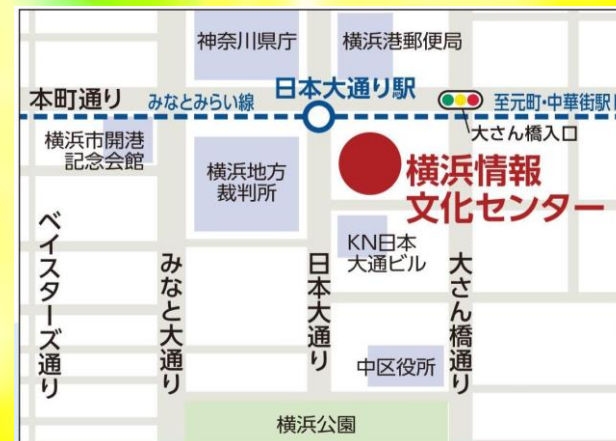 神奈川県庁
横浜港郵便局
本町通り
みなとみらい線
日本大通り駅
至元町・中華街駅
大さん橋入口
横浜市開港
記念会館
横浜地方
裁判所
横浜情報
文化センター
KN日本
大通ビル
ベイスターズ通り
みなと大通り
日本大通り
大さん橋通り
中区役所
横浜公園